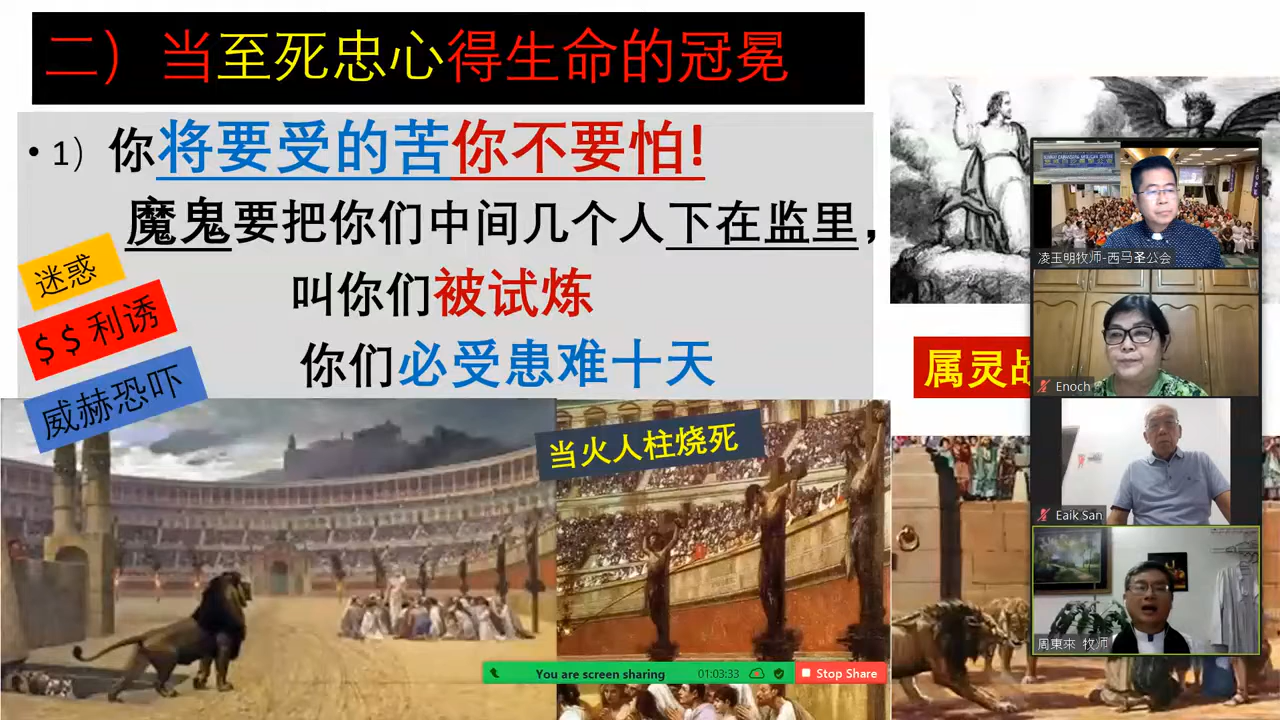 二）当至死忠心得生命的冠冕
• 1）你将要受的苦你不要怕!
魔鬼要把你们中间几个人下在监里，
叫你们被试炼
你们必受患难十天
迷惑
$$利诱
威赫恐吓
当火人柱烧死
属灵战
凌玉明牧师-西马圣公会
Enoch
Eaik San
周東來 牧师
You are screen sharing
01:03:33
Stop Share